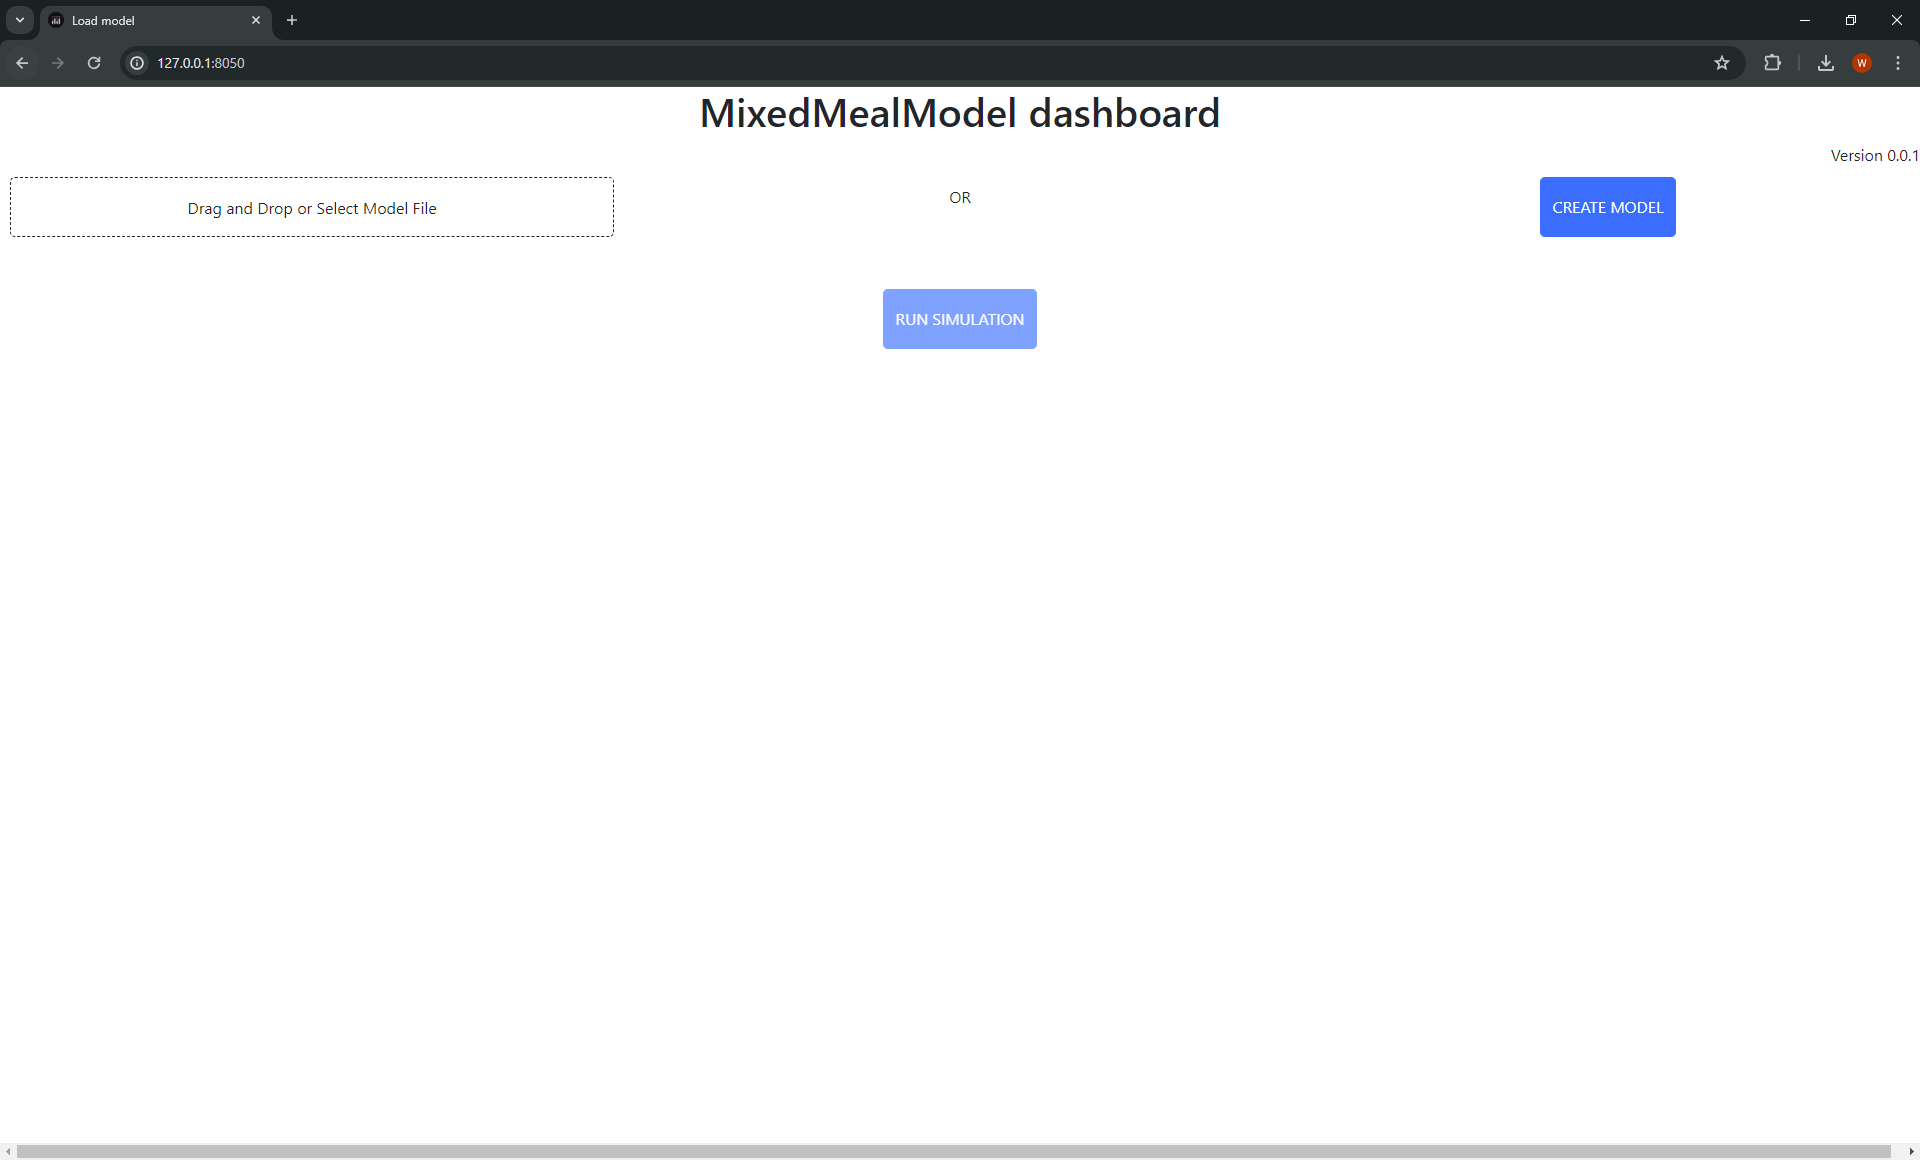 Load model
127.0.0.1:8050
W
MixedMealModel dashboard
Version 0.0.1
Drag and Drop or Select Model File
OR
CREATE MODEL
RUN SIMULATION